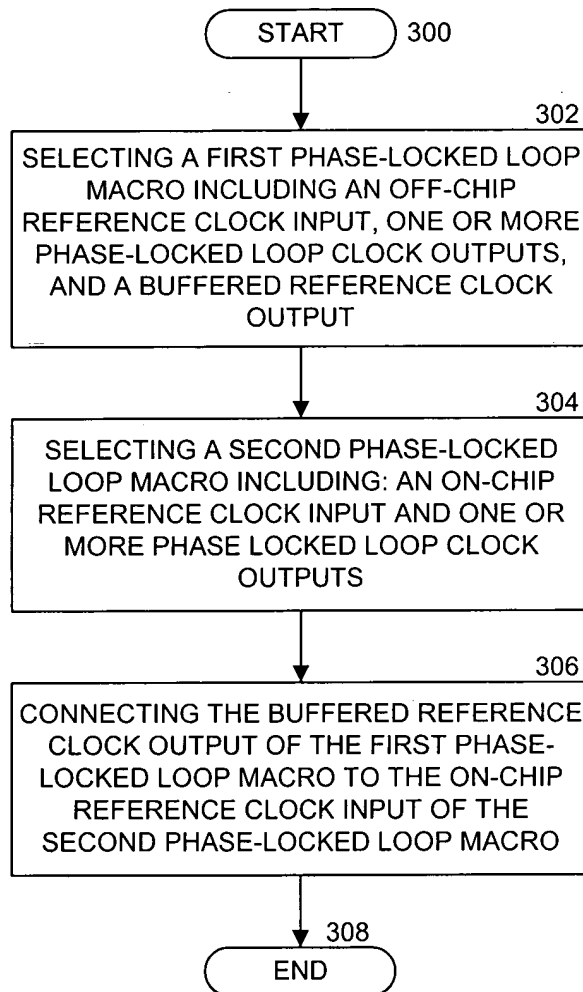 START 300
302
SELECTING A FIRST PHASE-LOCKED LOOP
MACRO INCLUDING AN OFF-CHIP
REFERENCE CLOCK INPUT, ONE OR MORE
PHASE-LOCKED LOOP CLOCK OUTPUTS,
AND A BUFFERED REFERENCE CLOCK
OUTPUT
304
SELECTING A SECOND PHASE-LOCKED
LOOP MACRO INCLUDING: AN ON-CHIP
REFERENCE CLOCK INPUT AND ONE OR
MORE PHASE LOCKED LOOP CLOCK
OUTPUTS
306
CONNECTING THE BUFFERED REFERENCE
CLOCK OUTPUT OF THE FIRST PHASE-
LOCKED LOOP MACRO TO THE ON-CHIP
REFERENCE CLOCK INPUT OF THE
SECOND PHASE-LOCKED LOOP MACRO
308
END